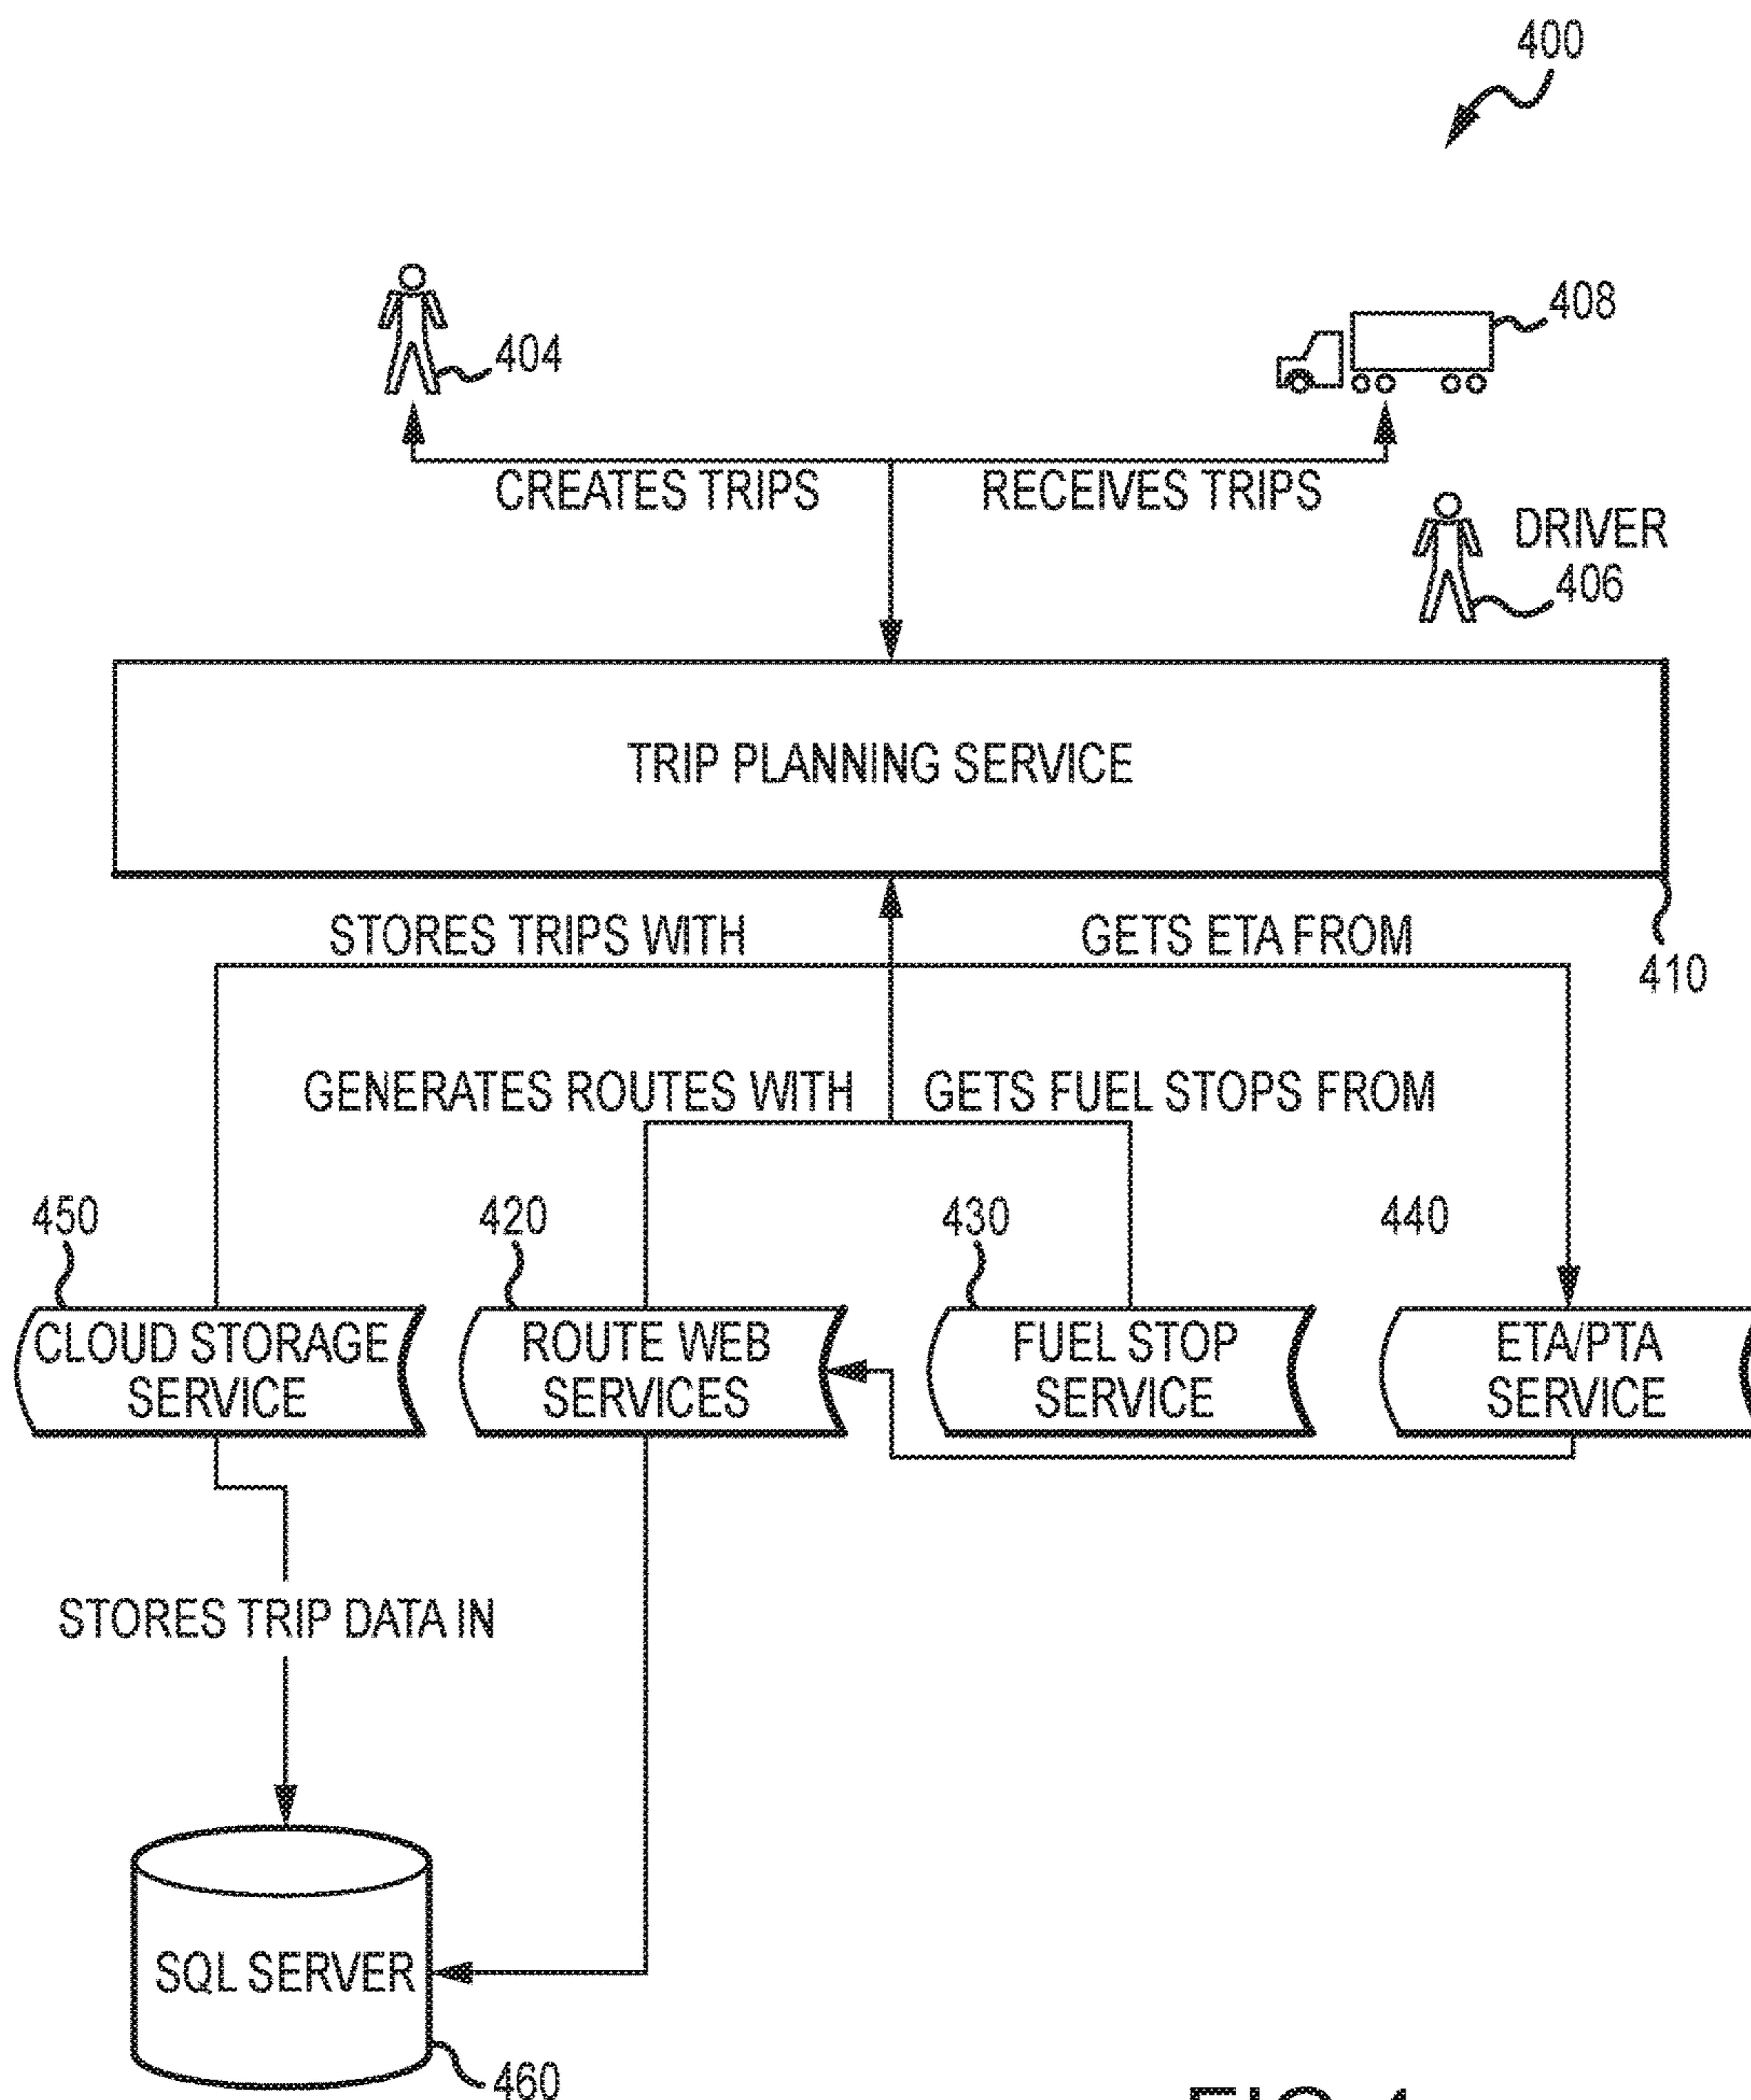 400
404
408
CREATES TRIPS
RECEIVES TRIPS
DRIVER
406
TRIP PLANNING SERVICE
STORES TRIPS WITH
GETS ETA FROM
410
GENERATES ROUTES WITH
GETS FUEL STOPS FROM
450
420
430
440
CLOUD STORAGE
SERVICE
ROUTE WEB
SERVICES
FUEL STOP
SERVICE
ETA/PTA
SERVICE
STORES TRIP DATA IN
SQL SERVER
460